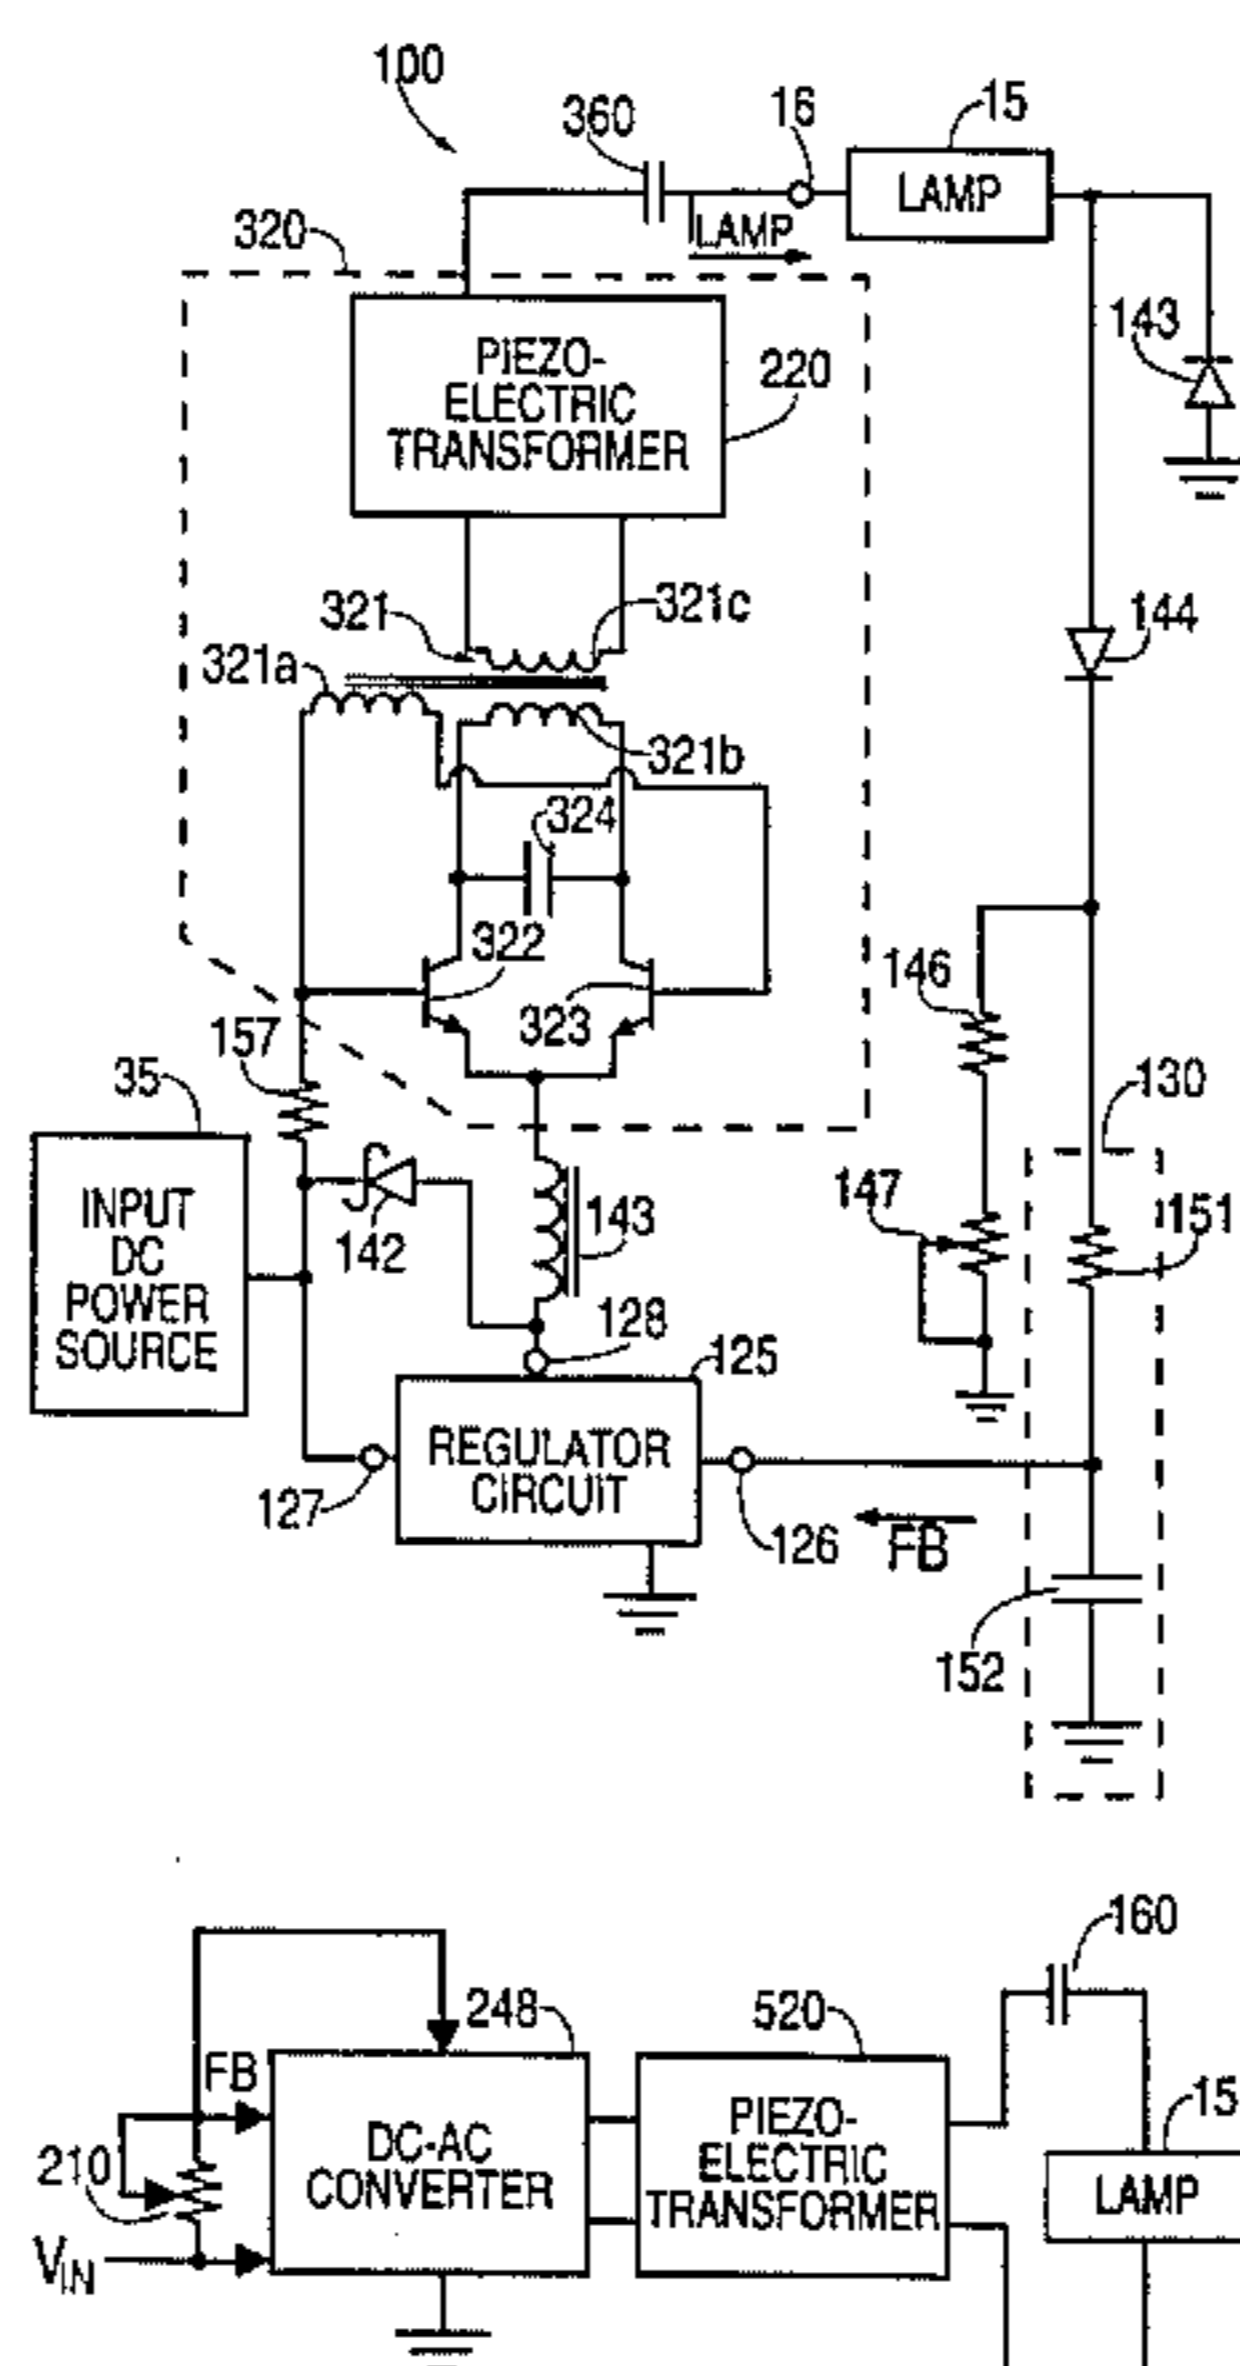 100
360
16
15
LAMP
LAMP
320
143
PIEZO-
ELECTRIC
TRANSFORMER
220
321
321c
144
321a
321b
324
322
323
146
157
35
130
INPUT
DC
POWER
SOURCE
142
143
147
151
128
125
REGULATOR
CIRCUIT
127
126
FB
152
160
248
520
FB
DC-AC
CONVERTER
PIEZO-
ELECTRIC
TRANSFORMER
15
LAMP
210
VIN